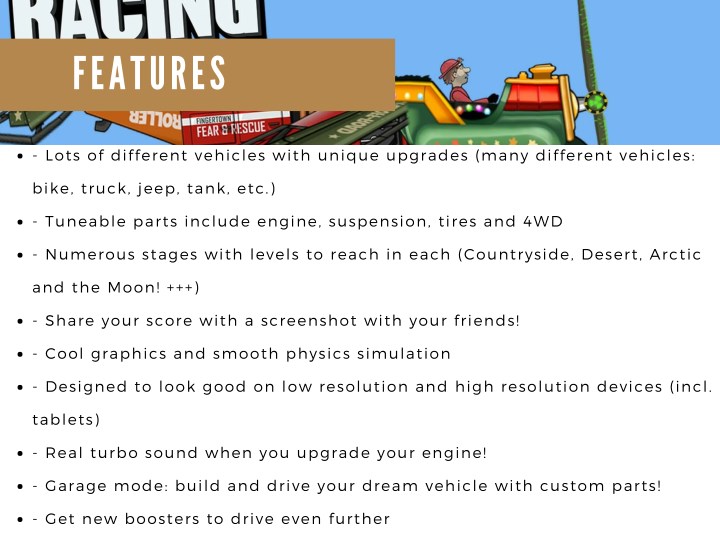 RACING
FEATURES
ROLLER
FINGERTOWN
FEAR & RESCUE
• - Lots of different vehicles with unique upgrades (many different vehicles:
bike, truck, jeep, tank, etc.)
• - Tuneable parts include engine, suspension, tires and 4WD
• - Numerous stages with levels to reach in each (Countryside, Desert, Arctic
and the Moon! +++)
• - Share your score with a screenshot with your friends!
• - Cool graphics and smooth physics simulation
• - Designed to look good on low resolution and high resolution devices (incl.
tablets)
• - Real turbo sound when you upgrade your engine!
• - Garage mode: build and drive your dream vehicle with custom parts!
• - Get new boosters to drive even further